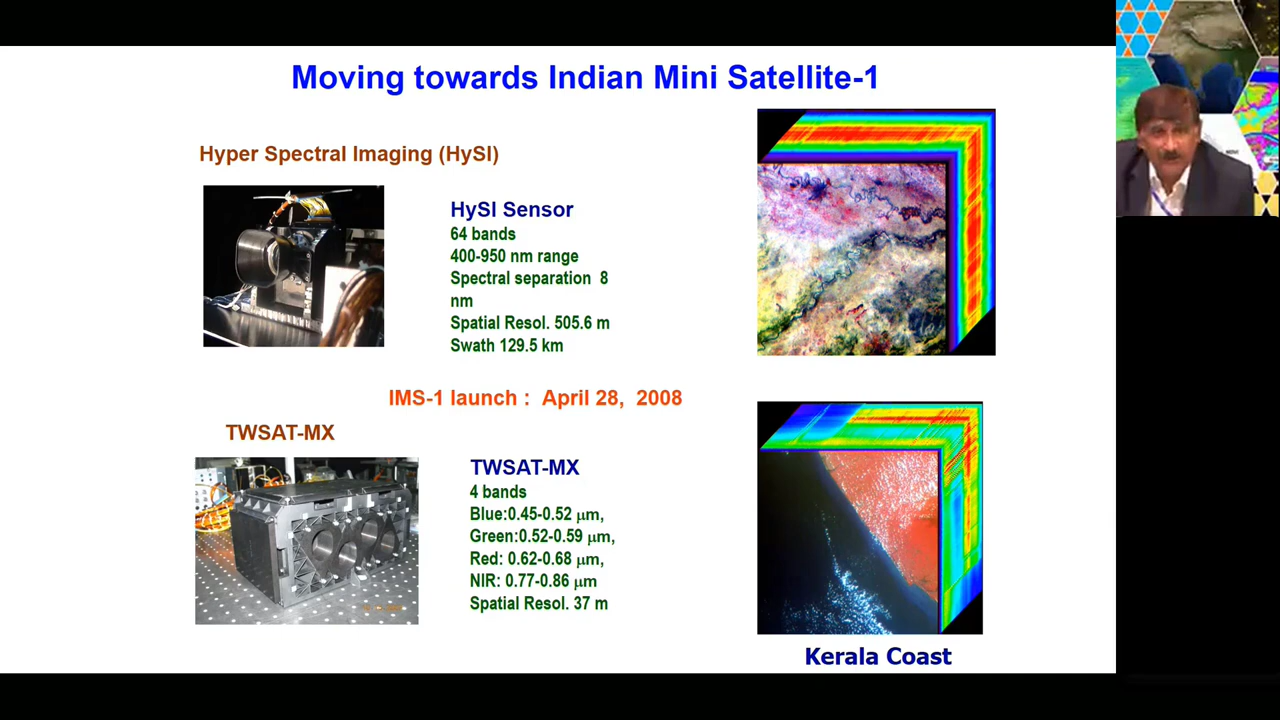 Moving towards Indian Mini Satellite-1
Hyper Spectral Imaging (HySI)
HySI Sensor
64 bands
400-950 nm range
Spectral separation 8
nm
Spatial Resol. 505.6 m
Swath 129.5 km
IMS-1 launch : April 28, 2008
TWSAT-MX
TWSAT-MX
4 bands
Blue:0.45-0.52 µm,
Green:0.52-0.59 µm,
Red: 0.62-0.68 µm,
NIR: 0.77-0.86 µm
Spatial Resol. 37 m
Kerala Coast